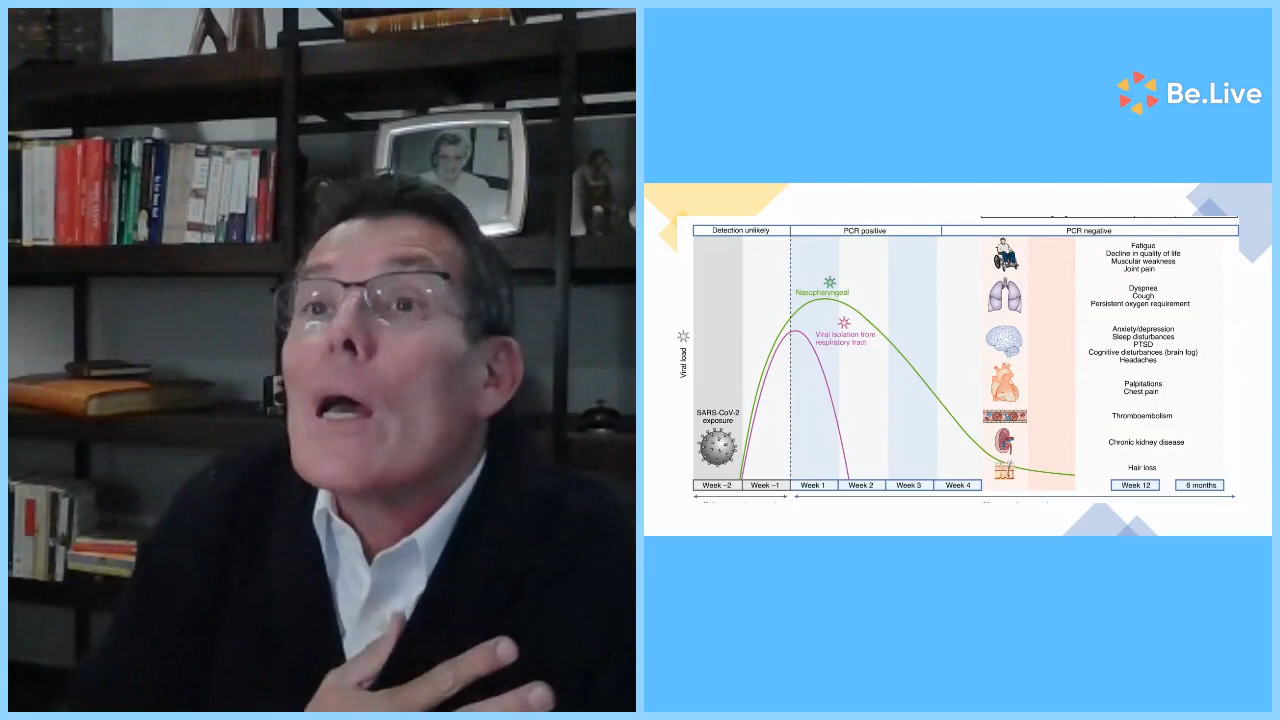 Be.Live
Detection unlikely
PCR positive
PCR negative
Fatigue
Decline in quality of life
Muscular weakness
Joint pain
Nasopharyngeal
Dyspnea
Cough
Persistent oxygen requirement
Viral isolation from
respiratory tract
Viral load
Anxiety/depression
Sleep disturbances
PTSD
Cognitive disturbances (brain fog)
Headaches
Palpitations
Chest pain
SARS-CoV-2
exposure
Thromboembolism
Chronic kidney disease
Hair loss
Week –2
Week –1
Week 1
Week 2
Week 3
Week 4
Week 12
6 months